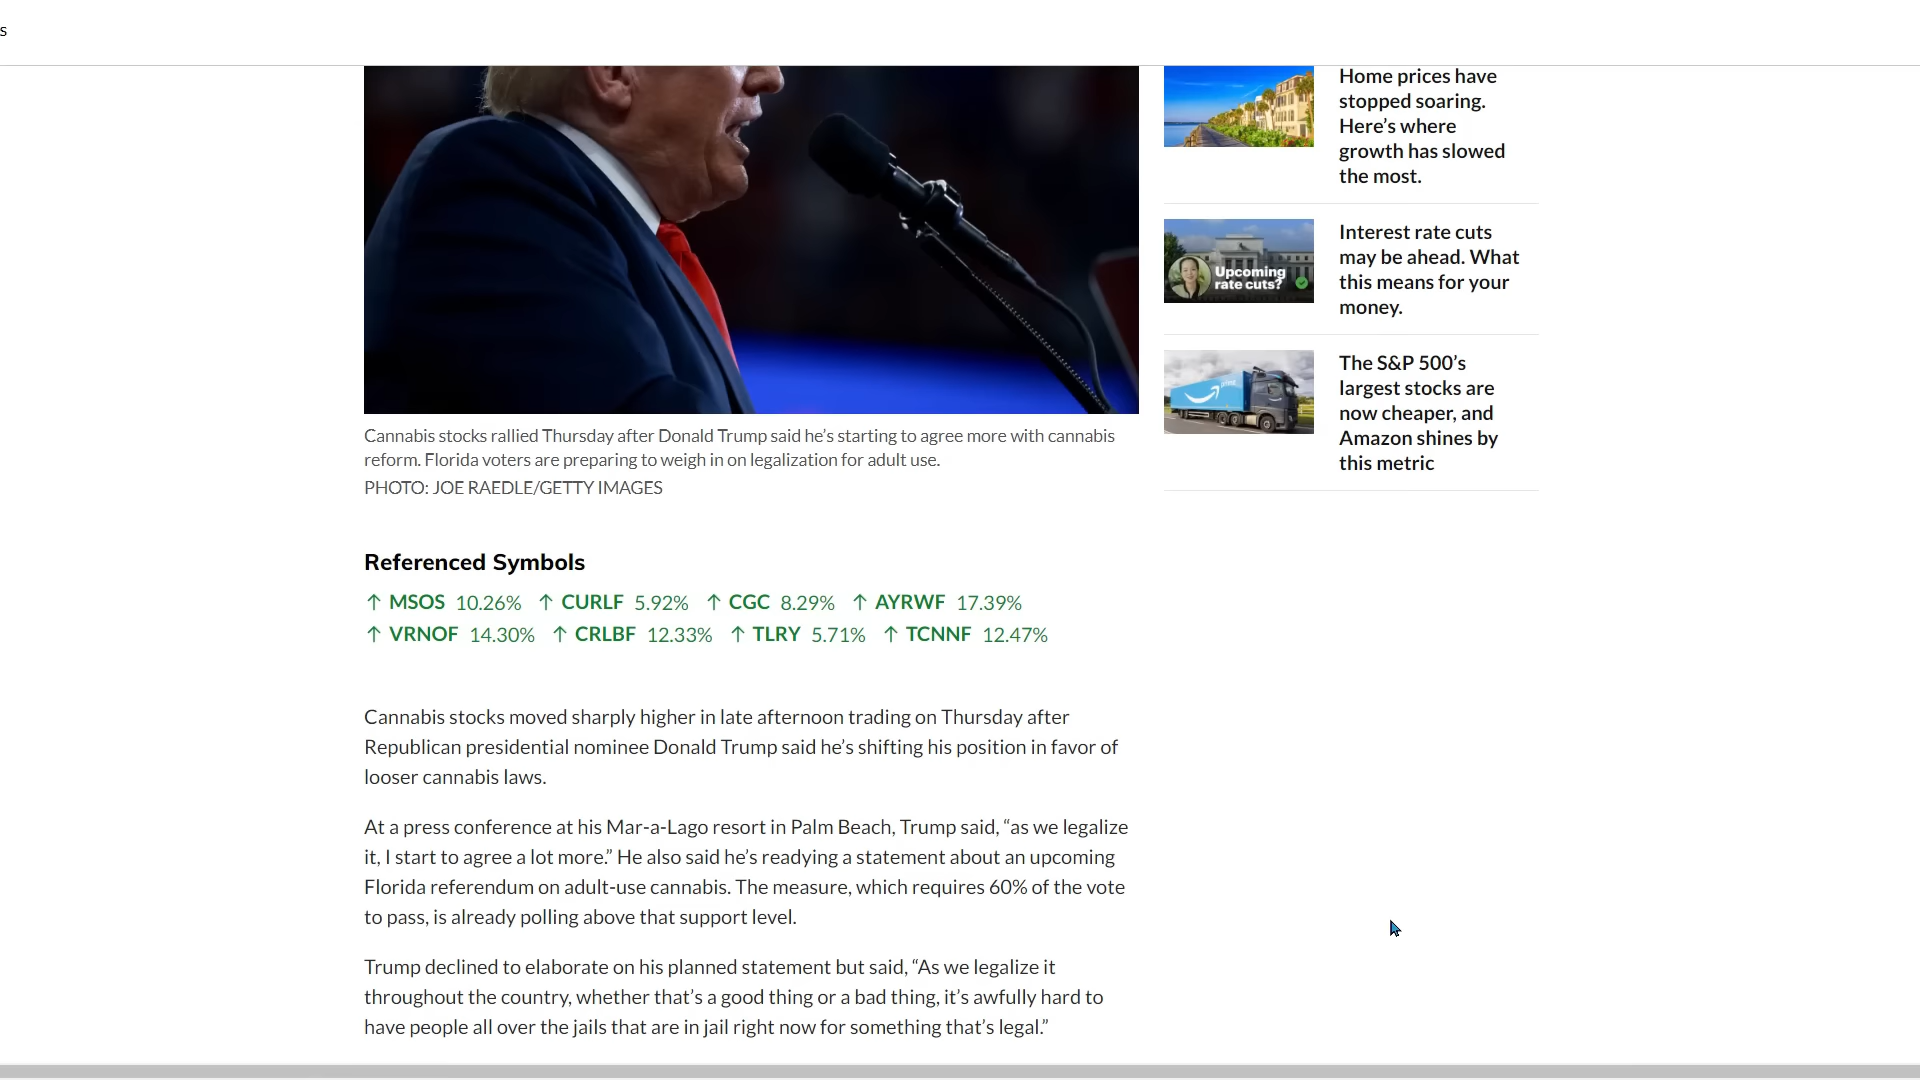 s
Cannabis stocks rallied Thursday after Donald Trump said he’s starting to agree more with cannabis
reform. Florida voters are preparing to weigh in on legalization for adult use.
PHOTO: JOE RAEDLE/GETTY IMAGES
Referenced Symbols
↑ MSOS 10.26% ↑ CURLF 5.92% ↑ CGC 8.29% ↑ AYRWF 17.39%
↑ VRNOF 14.30% ↑ CRLBF 12.33% ↑ TLRY 5.71% ↑ TCNNF 12.47%
Cannabis stocks moved sharply higher in late afternoon trading on Thursday after
Republican presidential nominee Donald Trump said he’s shifting his position in favor of
looser cannabis laws.
At a press conference at his Mar-a-Lago resort in Palm Beach, Trump said, “as we legalize
it, I start to agree a lot more.” He also said he’s readying a statement about an upcoming
Florida referendum on adult-use cannabis. The measure, which requires 60% of the vote
to pass, is already polling above that support level.
Trump declined to elaborate on his planned statement but said, “As we legalize it
throughout the country, whether that’s a good thing or a bad thing, it’s awfully hard to
have people all over the jails that are in jail right now for something that’s legal.”
Home prices have
stopped soaring.
Here’s where
growth has slowed
the most.
Upcoming
rate cuts?
Interest rate cuts
may be ahead. What
this means for your
money.
prime
The S&P 500’s
largest stocks are
now cheaper, and
Amazon shines by
this metric